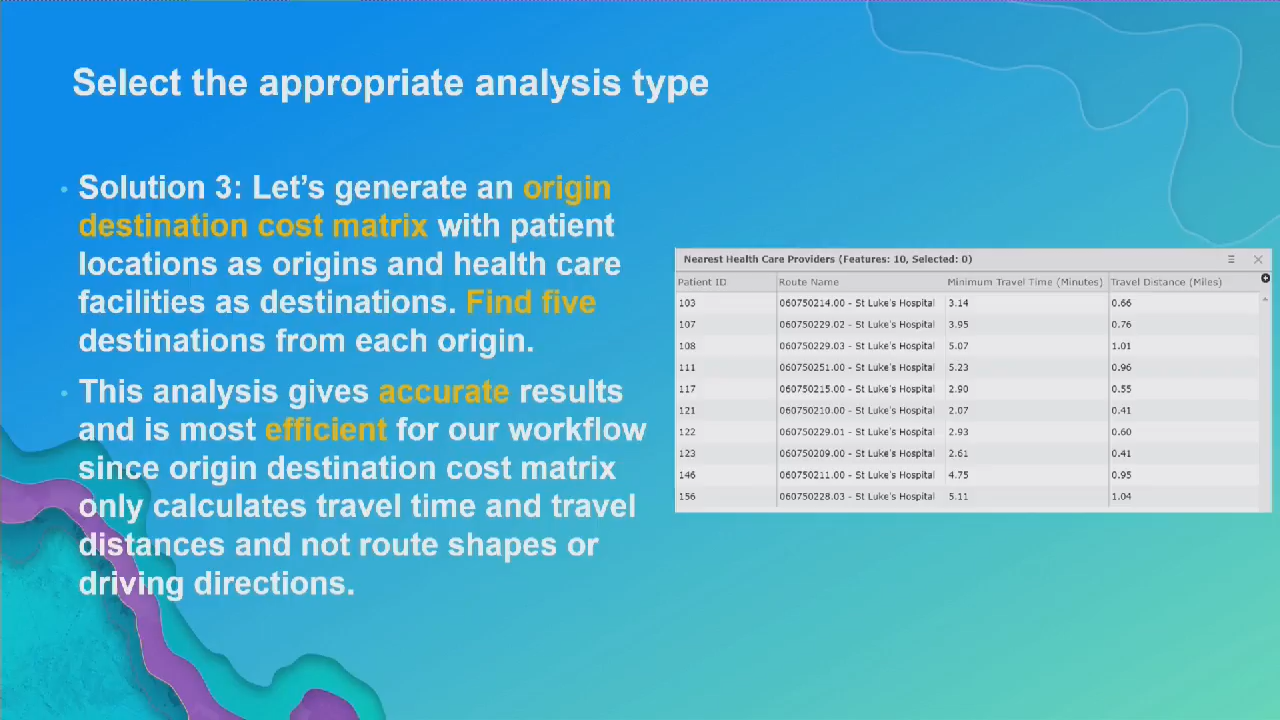 Select the appropriate analysis type
• Solution 3: Let's generate an origin
destination cost matrix with patient
locations as origins and health care
facilities as destinations. Find five
destinations from each origin.
• This analysis gives accurate results
and is most efficient for our workflow
since origin destination cost matrix
only calculates travel time and travel
distances and not route shapes or
driving directions.
Nearest Health Care Providers (Features: 10, Selected: 0)
Patient ID Route Name Minimum Travel Time (Minutes) Travel Distance (Miles)
103 060750214.00 - St Luke's Hospital 3.14 0.66
107 060750229.02 - St Luke's Hospital 3.95 0.76
108 060750229.03 - St Luke's Hospital 5.07 1.01
111 060750251.00 - St Luke's Hospital 5.23 0.96
117 060750215.00 - St Luke's Hospital 2.90 0.55
121 060750210.00 - St Luke's Hospital 2.07 0.41
122 060750229.01 - St Luke's Hospital 2.93 0.60
123 060750209.00 - St Luke's Hospital 2.61 0.41
146 060750211.00 - St Luke's Hospital 4.75 0.95
156 060750228.03 - St Luke's Hospital 5.11 1.04